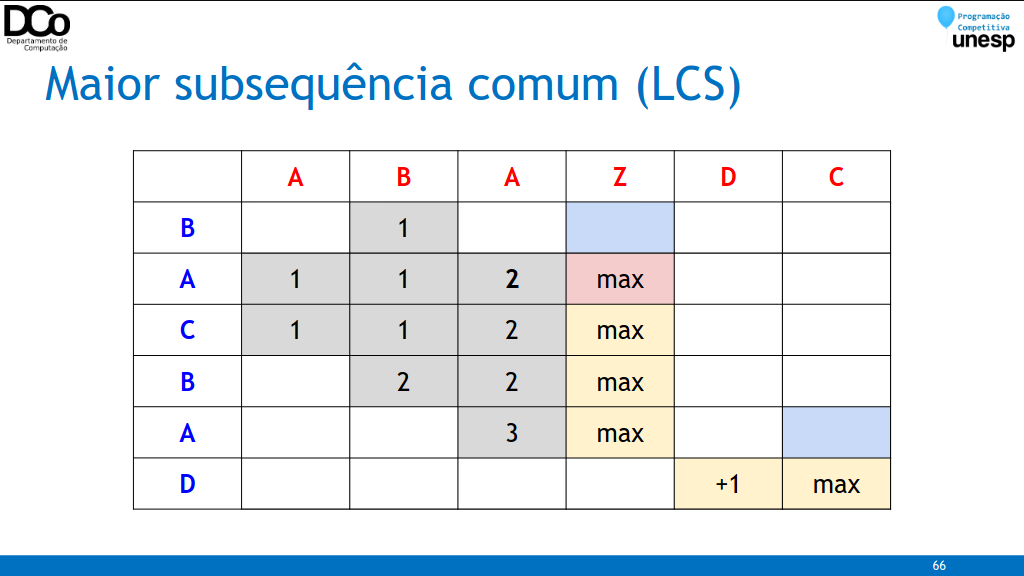 DCo
Departamento de
Computação
Programação
Competitiva
unesp
Maior subsequência comum (LCS)
A B A Z D C
B 1
A 1 1 2 max
C 1 1 2 max
B 2 2 max
A 3 max
D +1 max
66